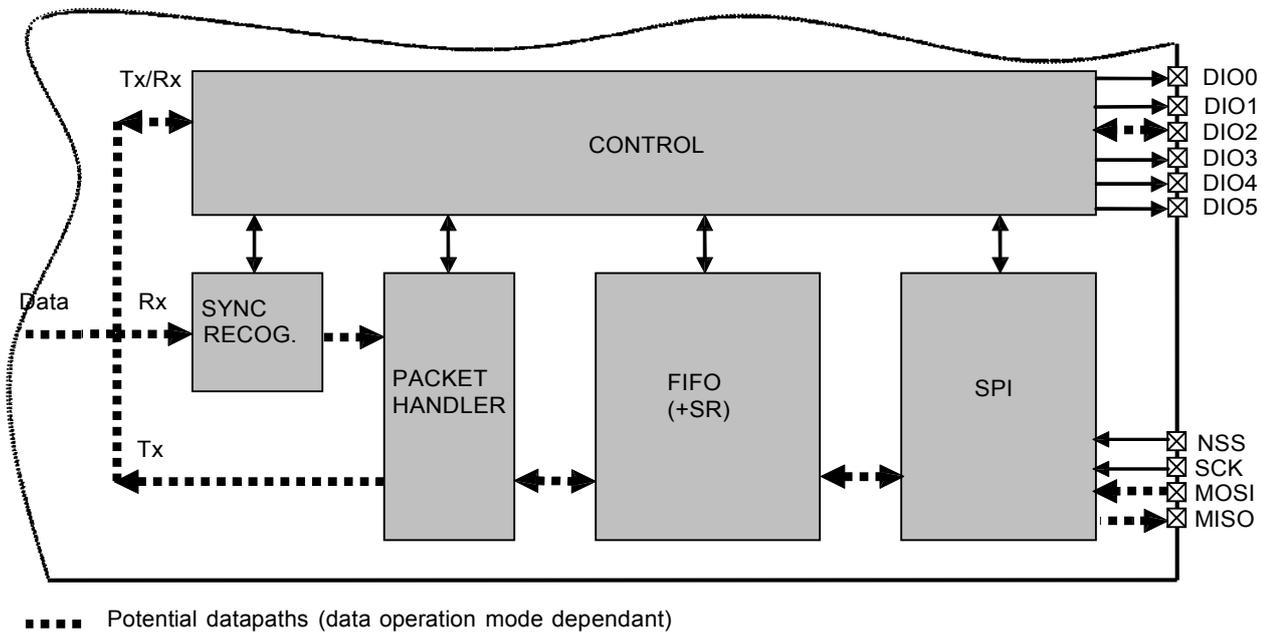 Tx/Rx
CONTROL
DIO0
DIO1
DIO2
DIO3
DIO4
DIO5
Data
Rx
SYNC
RECOG.
PACKET
HANDLER
FIFO
(+SR)
SPI
Tx
NSS
SCK
MOSI
MISO
Potential datapaths (data operation mode dependant)